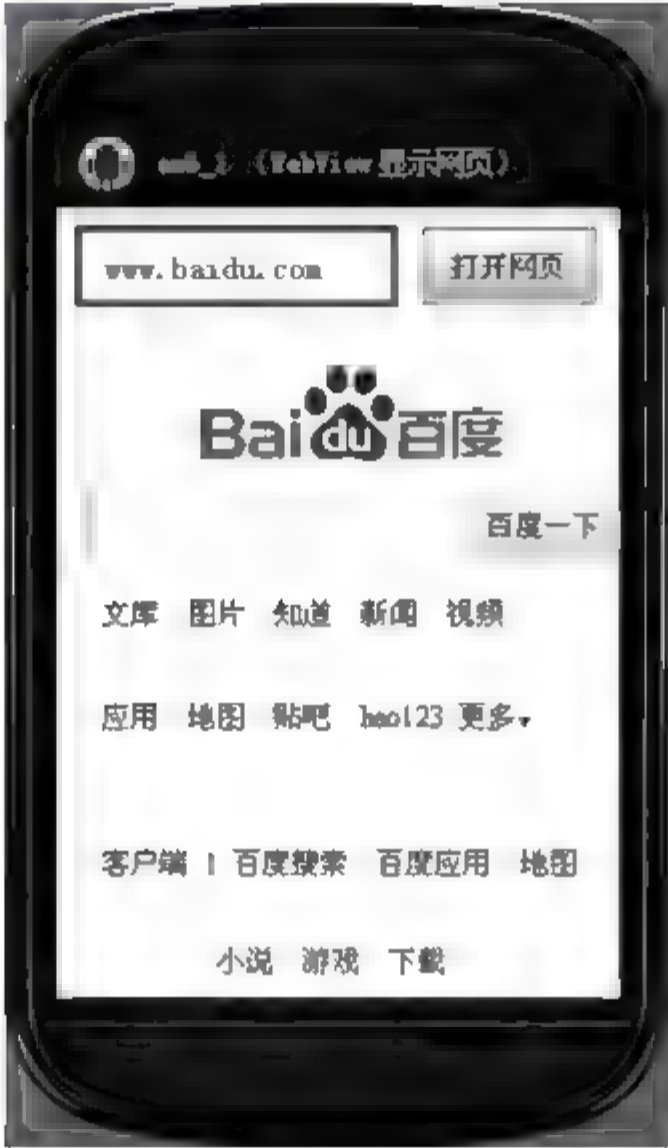 (WebView显示网页)
www.baidu.com 打开网页
Bai du 百度
百度一下
文库 图片 知道 新闻 视频
应用 地图 贴吧 hao123 更多
客户端 | 百度搜索 百度应用 地图
小说 游戏 下载